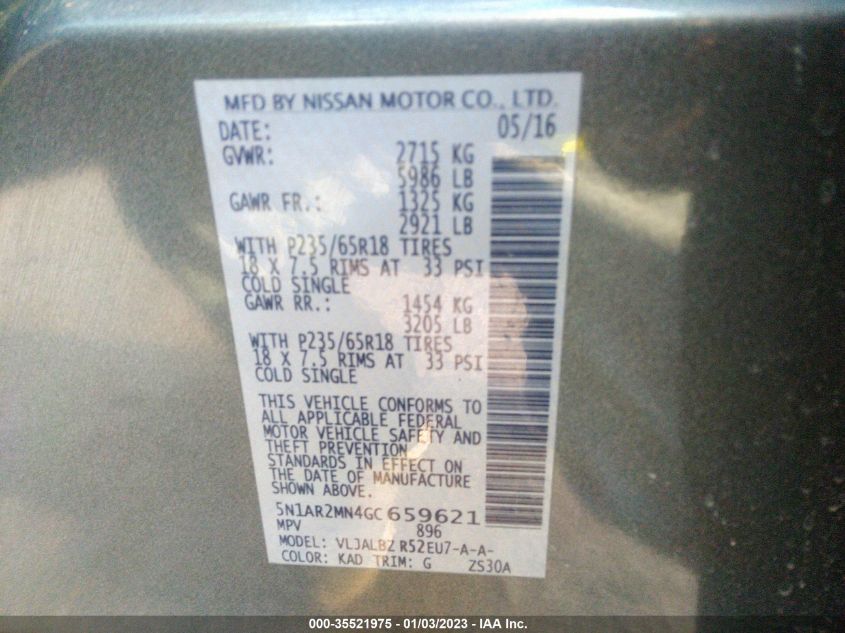 MFD BY NISSAN MOTOR CO., LTD.
DATE: 05/16
GVWR: 2715 KG
5986 LB
GAWR FR.: 1325 KG
2921 LB
WITH P235/65R18 TIRES
18 X 7.5 RIMS AT 33 PSI
COLD SINGLE
GAWR RR.: 1454 KG
3205 LB
WITH P235/65R18 TIRES
18 X 7.5 RIMS AT 33 PSI
COLD SINGLE
THIS VEHICLE CONFORMS TO
ALL APPLICABLE FEDERAL
MOTOR VEHICLE SAFETY AND
THEFT PREVENTION
STANDARDS IN EFFECT ON
THE DATE OF MANUFACTURE
SHOWN ABOVE.
5N1AR2MN4GC659621
MPV 896
MODEL: VLJALBZ R52EU7-A-A-
COLOR: KAD TRIM: G ZS30A
000-35521975 — 01/03/2023 — IAA Inc.